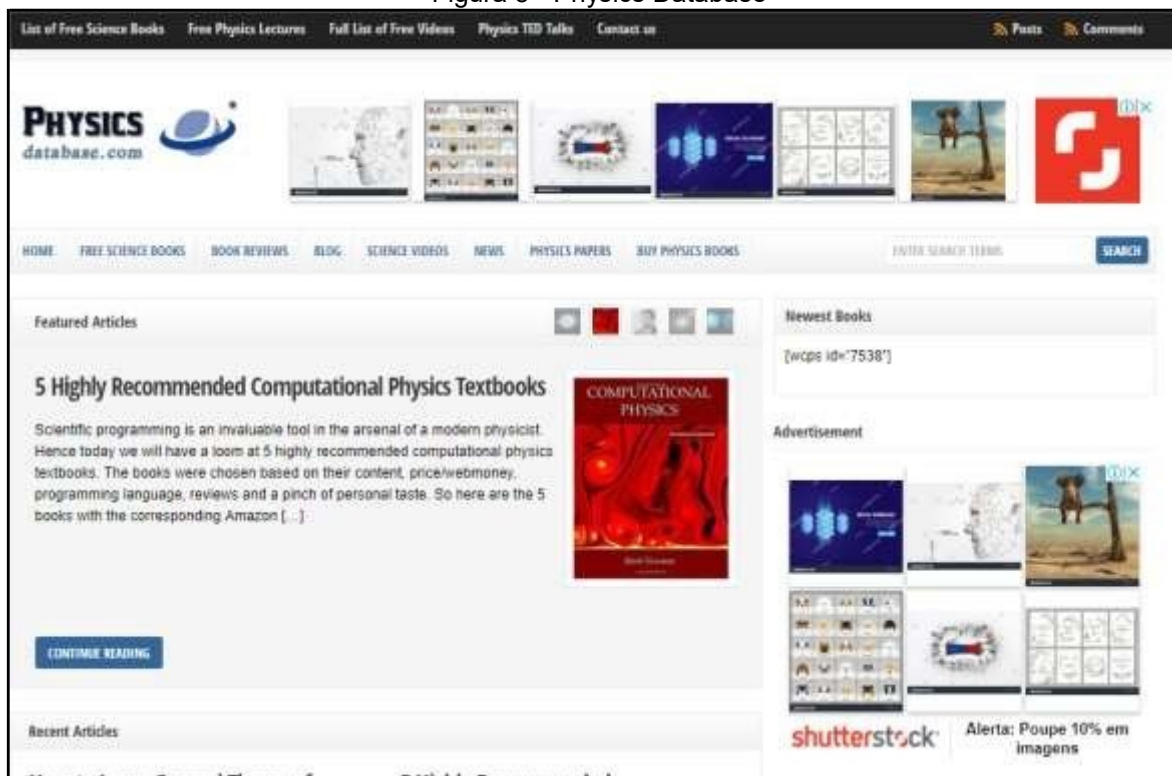 List of Free Science Books Free Physics Lectures Full List of Free Videos Physics TED Talks Contact us Posts Comments
PHYSICS
database.com
HOME FREE SCIENCE BOOKS BOOK REVIEWS BLOG SCIENCE VIDEOS NEWS PHYSICS PAPERS BUY PHYSICS BOOKS ENTER SEARCH TERMS SEARCH
Featured Articles
5 Highly Recommended Computational Physics Textbooks
Scientific programming is an invaluable tool in the arsenal of a modern physicist.
Hence today we will have a loom at 5 highly recommended computational physics
textbooks. The books were chosen based on their content, price/webmoney,
programming language, reviews and a pinch of personal taste. So here are the 5
books with the corresponding Amazon [...]
COMPUTATIONAL
PHYSICS
CONTINUE READING
Recent Articles
Newest Books
[wcps id='7538']
Advertisement
shutterstock
Alerta: Poupe 10% em
imagens